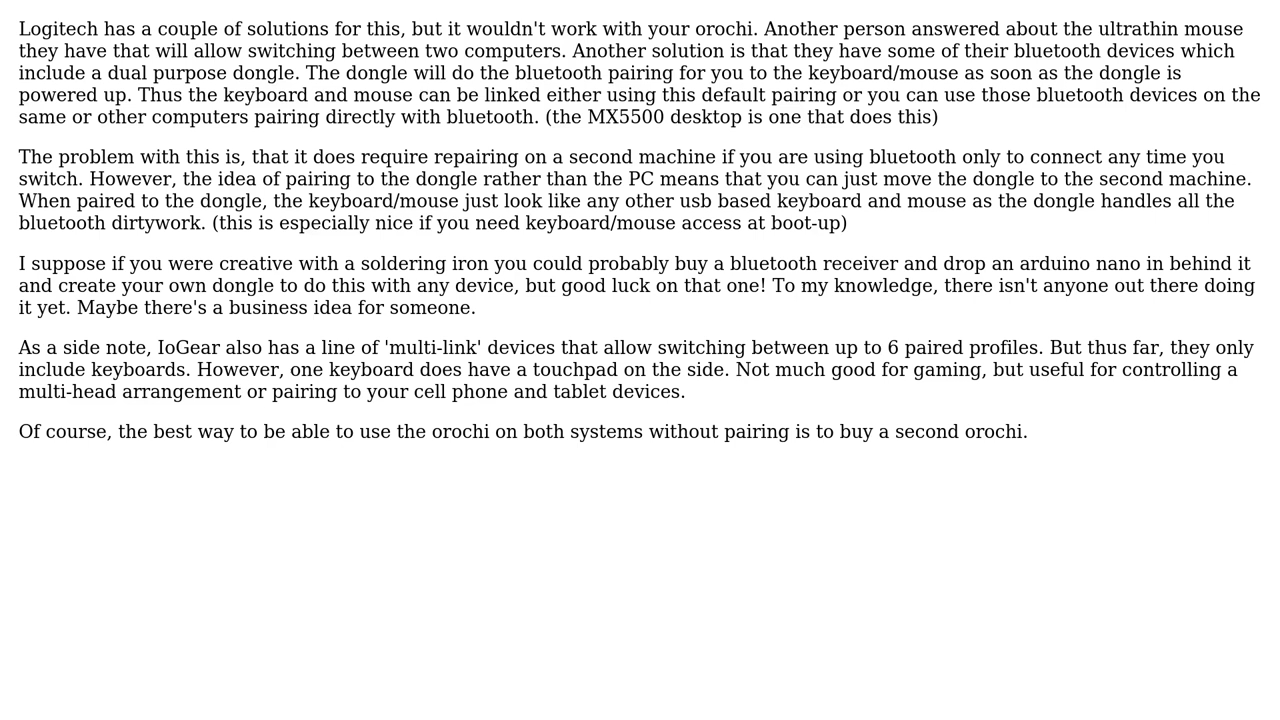 Logitech has a couple of solutions for this, but it wouldn't work with your orochi. Another person answered about the ultrathin mouse
they have that will allow switching between two computers. Another solution is that they have some of their bluetooth devices which
include a dual purpose dongle. The dongle will do the bluetooth pairing for you to the keyboard/mouse as soon as the dongle is
powered up. Thus the keyboard and mouse can be linked either using this default pairing or you can use those bluetooth devices on the
same or other computers pairing directly with bluetooth. (the MX5500 desktop is one that does this)
The problem with this is, that it does require repairing on a second machine if you are using bluetooth only to connect any time you
switch. However, the idea of pairing to the dongle rather than the PC means that you can just move the dongle to the second machine.
When paired to the dongle, the keyboard/mouse just look like any other usb based keyboard and mouse as the dongle handles all the
bluetooth dirtywork. (this is especially nice if you need keyboard/mouse access at boot-up)
I suppose if you were creative with a soldering iron you could probably buy a bluetooth receiver and drop an arduino nano in behind it
and create your own dongle to do this with any device, but good luck on that one! To my knowledge, there isn't anyone out there doing
it yet. Maybe there's a business idea for someone.
As a side note, IoGear also has a line of 'multi-link' devices that allow switching between up to 6 paired profiles. But thus far, they only
include keyboards. However, one keyboard does have a touchpad on the side. Not much good for gaming, but useful for controlling a
multi-head arrangement or pairing to your cell phone and tablet devices.
Of course, the best way to be able to use the orochi on both systems without pairing is to buy a second orochi.